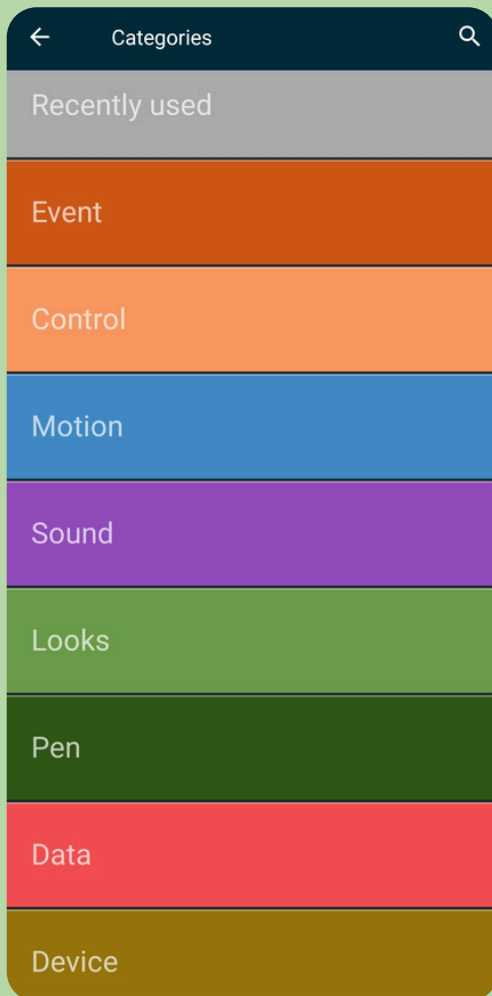 Categories
Recently used
Event
Control
Motion
Sound
Looks
Pen
Data
Device